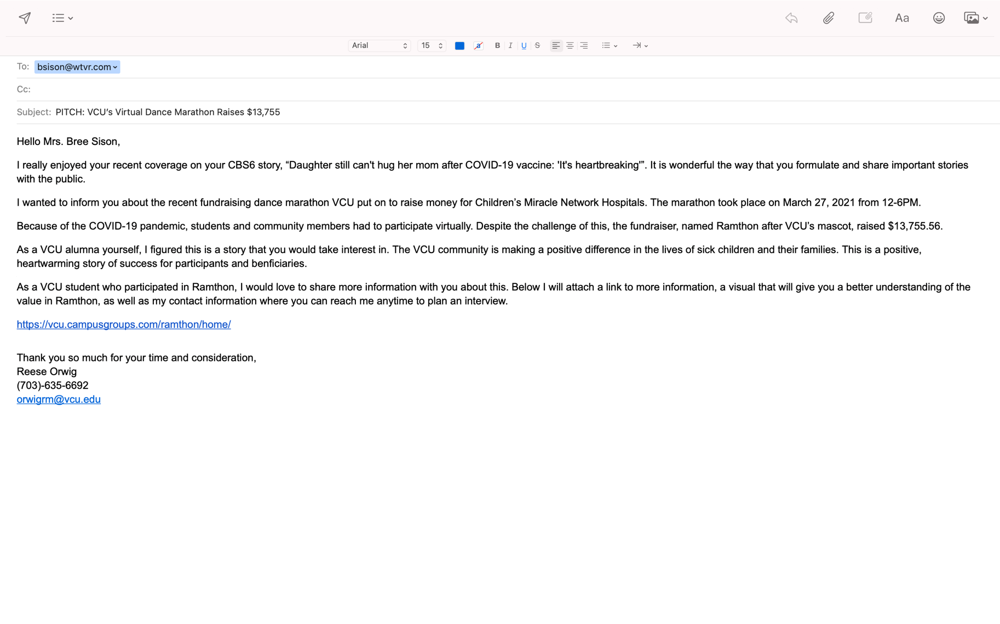 Aa
Arial 15 a B I U S
To: bsison@wtvr.com
Cc:
Subject: PITCH: VCU’s Virtual Dance Marathon Raises $13,755
Hello Mrs. Bree Sison,
I really enjoyed your recent coverage on your CBS6 story, “Daughter still can't hug her mom after COVID-19 vaccine: 'It's heartbreaking'”. It is wonderful the way that you formulate and share important stories
with the public.
I wanted to inform you about the recent fundraising dance marathon VCU put on to raise money for Children’s Miracle Network Hospitals. The marathon took place on March 27, 2021 from 12-6PM.
Because of the COVID-19 pandemic, students and community members had to participate virtually. Despite the challenge of this, the fundraiser, named Ramthon after VCU’s mascot, raised $13,755.56.
As a VCU alumna yourself, I figured this is a story that you would take interest in. The VCU community is making a positive difference in the lives of sick children and their families. This is a positive,
heartwarming story of success for participants and benficiaries.
As a VCU student who participated in Ramthon, I would love to share more information with you about this. Below I will attach a link to more information, a visual that will give you a better understanding of the
value in Ramthon, as well as my contact information where you can reach me anytime to plan an interview.
https://vcu.campusgroups.com/ramthon/home/
Thank you so much for your time and consideration,
Reese Orwig
(703)-635-6692
orwigrm@vcu.edu